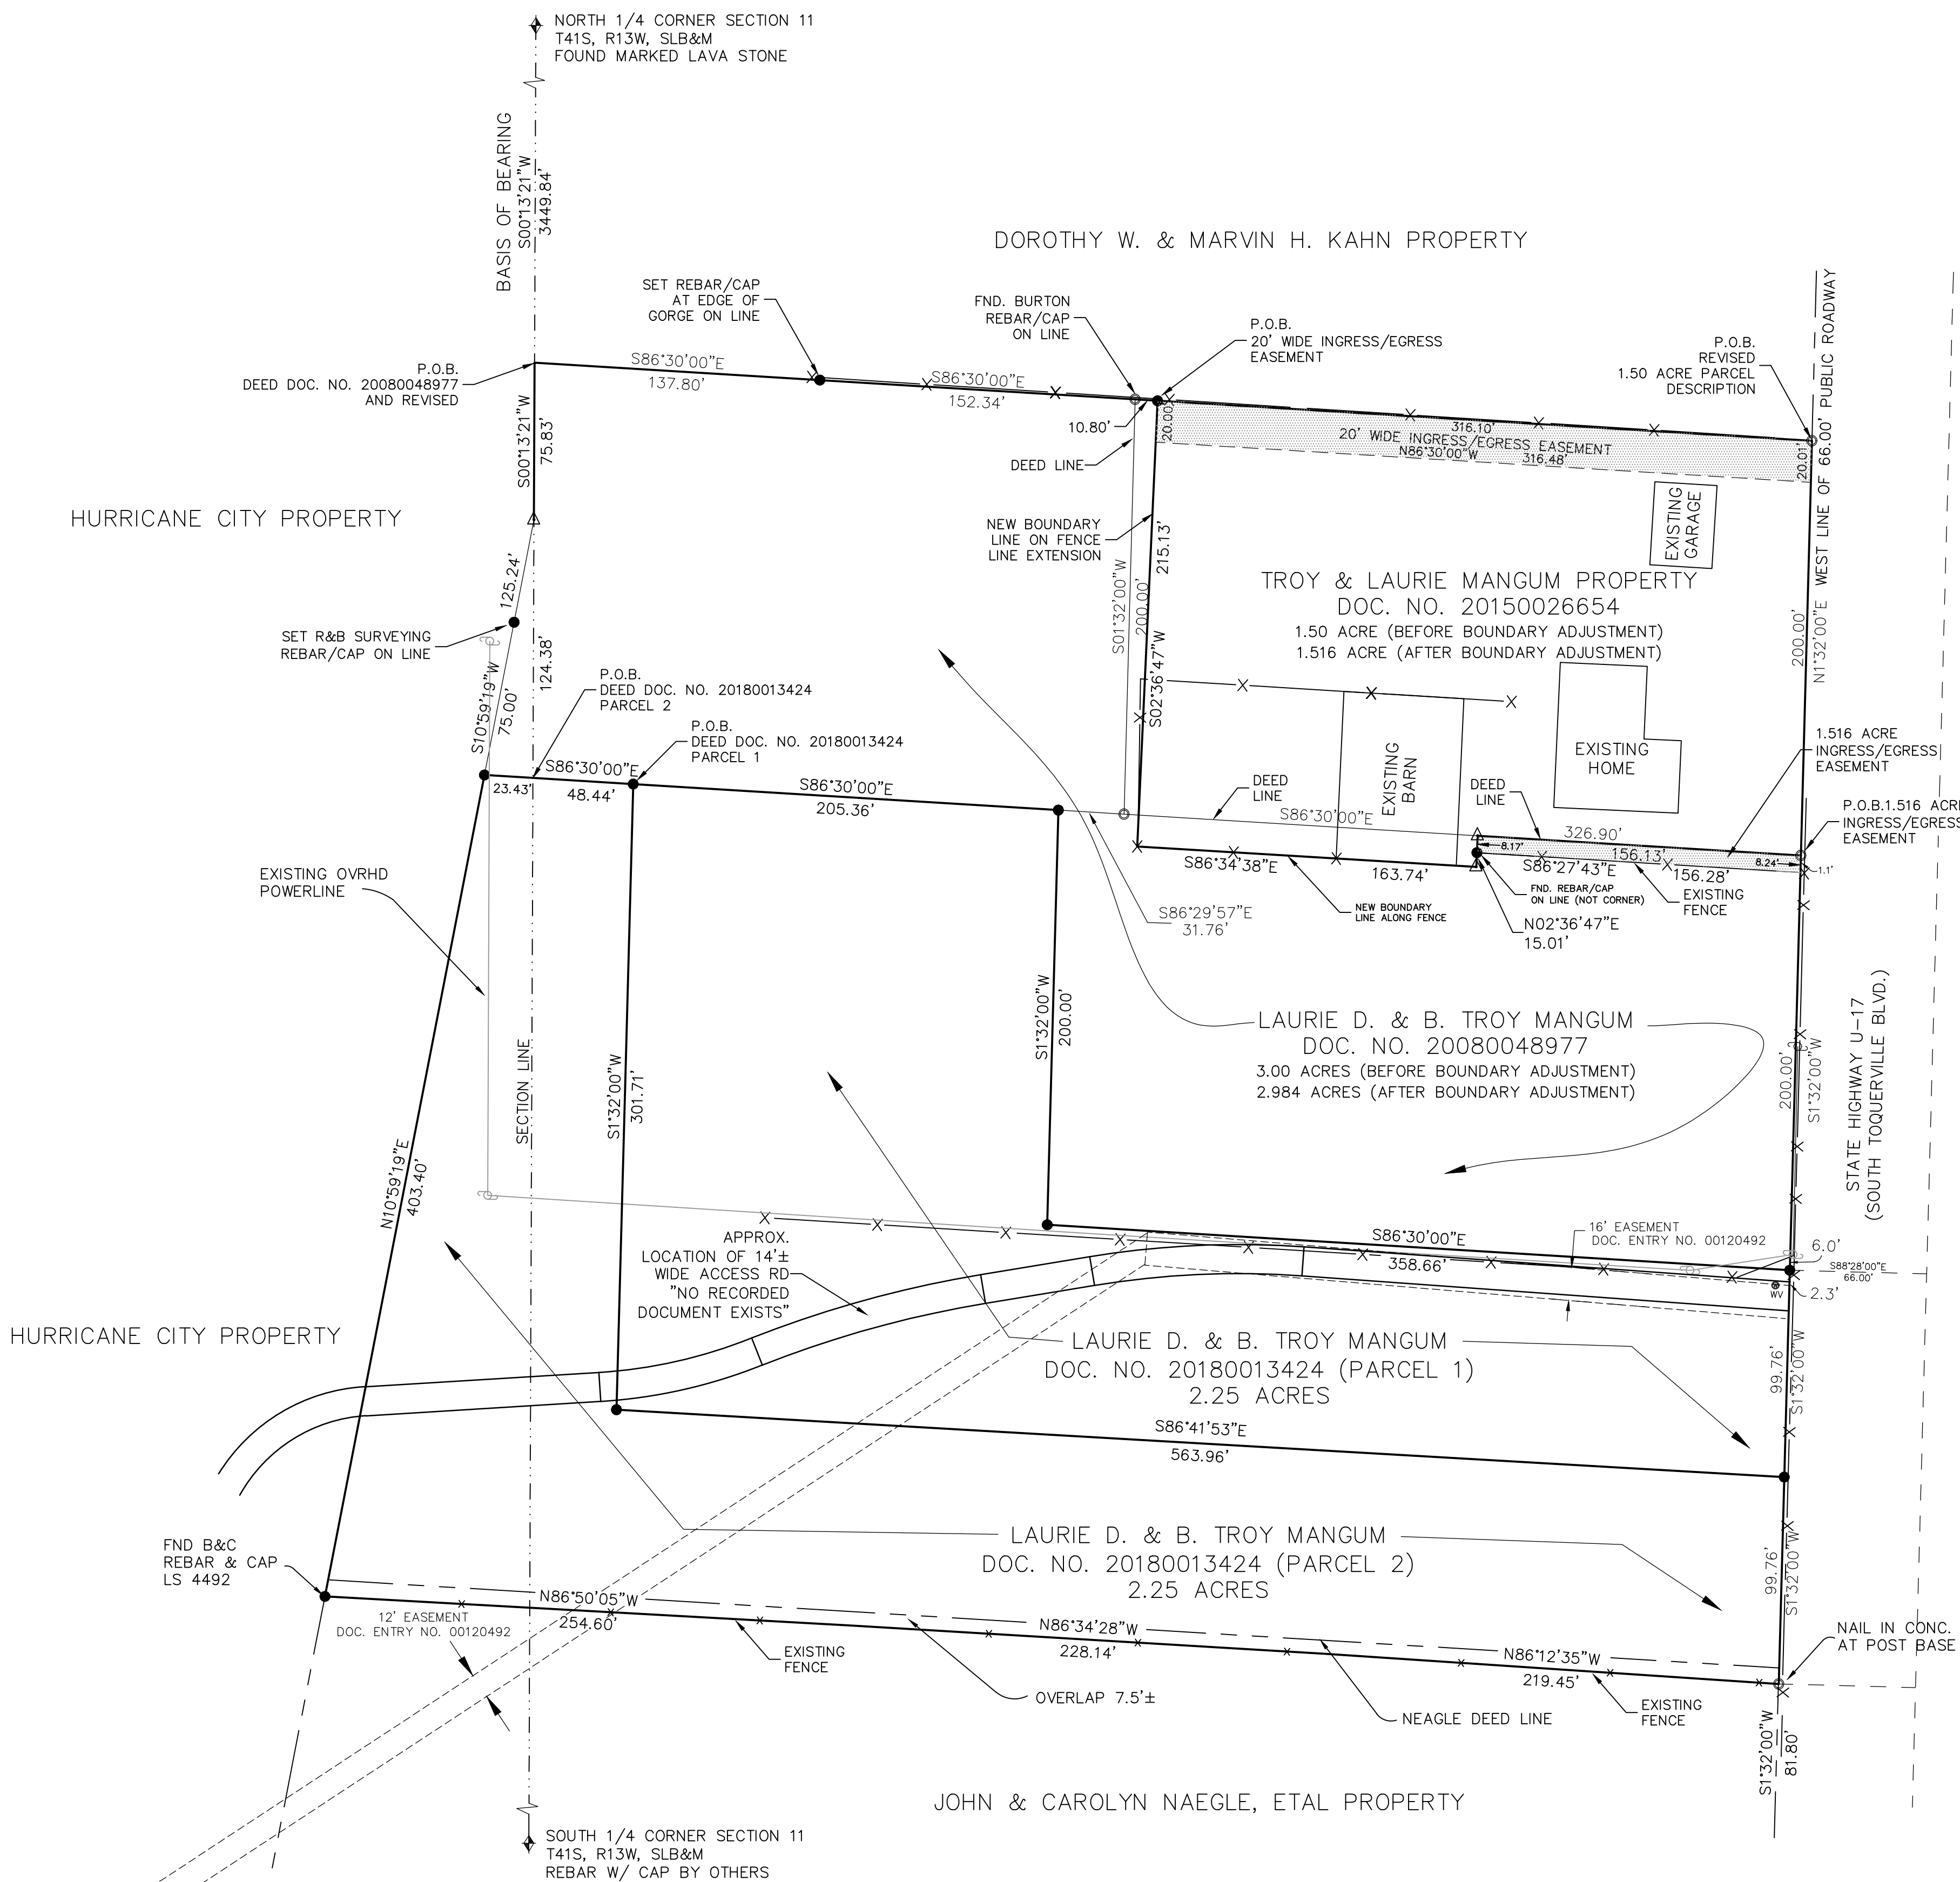 NORTH 1/4 CORNER SECTION 11
T41S, R13W, SLB&M
FOUND MARKED LAVA STONE
BASIS OF BEARING
S00°13'21"W
3449.84'
DOROTHY W. & MARVIN H. KAHN PROPERTY
SET REBAR/CAP
AT EDGE OF
GORGE ON LINE
FND. BURTON
REBAR/CAP
ON LINE
P.O.B.
20' WIDE INGRESS/EGRESS
EASEMENT
P.O.B.
REVISED
1.50 ACRE PARCEL
DESCRIPTION
WEST LINE OF 66.00' PUBLIC ROADWAY
P.O.B.
DEED DOC. NO. 20080048977
AND REVISED
S86°30'00"E
137.80'
S86°30'00"E
152.34'
10.80'
DEED LINE
20.00'
316.10'
20' WIDE INGRESS/EGRESS EASEMENT
N86°30'00"W
316.48'
20.01'
S00°13'21"W
75.83'
HURRICANE CITY PROPERTY
NEW BOUNDARY
LINE ON FENCE
LINE EXTENSION
215.13'
EXISTING
GARAGE
S01°32'00"W
200.00'
S02°36'47"W
TROY & LAURIE MANGUM PROPERTY
DOC. NO. 20150026654
1.50 ACRE (BEFORE BOUNDARY ADJUSTMENT)
1.516 ACRE (AFTER BOUNDARY ADJUSTMENT)
200.00'
N1°32'00"E
125.24'
SET R&B SURVEYING
REBAR/CAP ON LINE
124.38'
S10°59'19"W
75.00'
P.O.B.
DEED DOC. NO. 20180013424
PARCEL 2
P.O.B.
DEED DOC. NO. 20180013424
PARCEL 1
EXISTING
BARN
EXISTING
HOME
1.516 ACRE
INGRESS/EGRESS
EASEMENT
S86°30'00"E
23.43'
48.44'
S86°30'00"E
205.36'
DEED
LINE
S86°30'00"E
DEED
LINE
326.90'
P.O.B.1.516 ACRE
INGRESS/EGRESS
EASEMENT
8.17'
156.13'
8.24'
S86°34'38"E
163.74'
S86°27'43"E
156.28'
1.1'
EXISTING OVRHD
POWERLINE
NEW BOUNDARY
LINE ALONG FENCE
FND. REBAR/CAP
ON LINE (NOT CORNER)
EXISTING
FENCE
S86°29'57"E
31.76'
N02°36'47"E
15.01'
SECTION LINE
S1°32'00"W
301.71'
S1°32'00"W
200.00'
LAURIE D. & B. TROY MANGUM
DOC. NO. 20080048977
3.00 ACRES (BEFORE BOUNDARY ADJUSTMENT)
2.984 ACRES (AFTER BOUNDARY ADJUSTMENT)
200.00'
S1°32'00"W
STATE HIGHWAY U-17
(SOUTH TOQUERVILLE BLVD.)
N10°59'19"E
403.40'
APPROX.
LOCATION OF 14'±
WIDE ACCESS RD
"NO RECORDED
DOCUMENT EXISTS"
S86°30'00"E
358.66'
16' EASEMENT
DOC. ENTRY NO. 00120492
6.0'
S88°28'00"E
66.00'
WV
2.3'
HURRICANE CITY PROPERTY
LAURIE D. & B. TROY MANGUM
DOC. NO. 20180013424 (PARCEL 1)
2.25 ACRES
99.76'
S1°32'00"W
S86°41'53"E
563.96'
LAURIE D. & B. TROY MANGUM
DOC. NO. 20180013424 (PARCEL 2)
2.25 ACRES
99.76'
S1°32'00"W
FND B&C
REBAR & CAP
LS 4492
12' EASEMENT
DOC. ENTRY NO. 00120492
N86°50'05"W
254.60'
EXISTING
FENCE
N86°34'28"W
228.14'
N86°12'35"W
219.45'
NAIL IN CONC.
AT POST BASE
OVERLAP 7.5'±
NEAGLE DEED LINE
EXISTING
FENCE
S1°32'00"W
81.80'
JOHN & CAROLYN NAEGLE, ETAL PROPERTY
SOUTH 1/4 CORNER SECTION 11
T41S, R13W, SLB&M
REBAR W/ CAP BY OTHERS